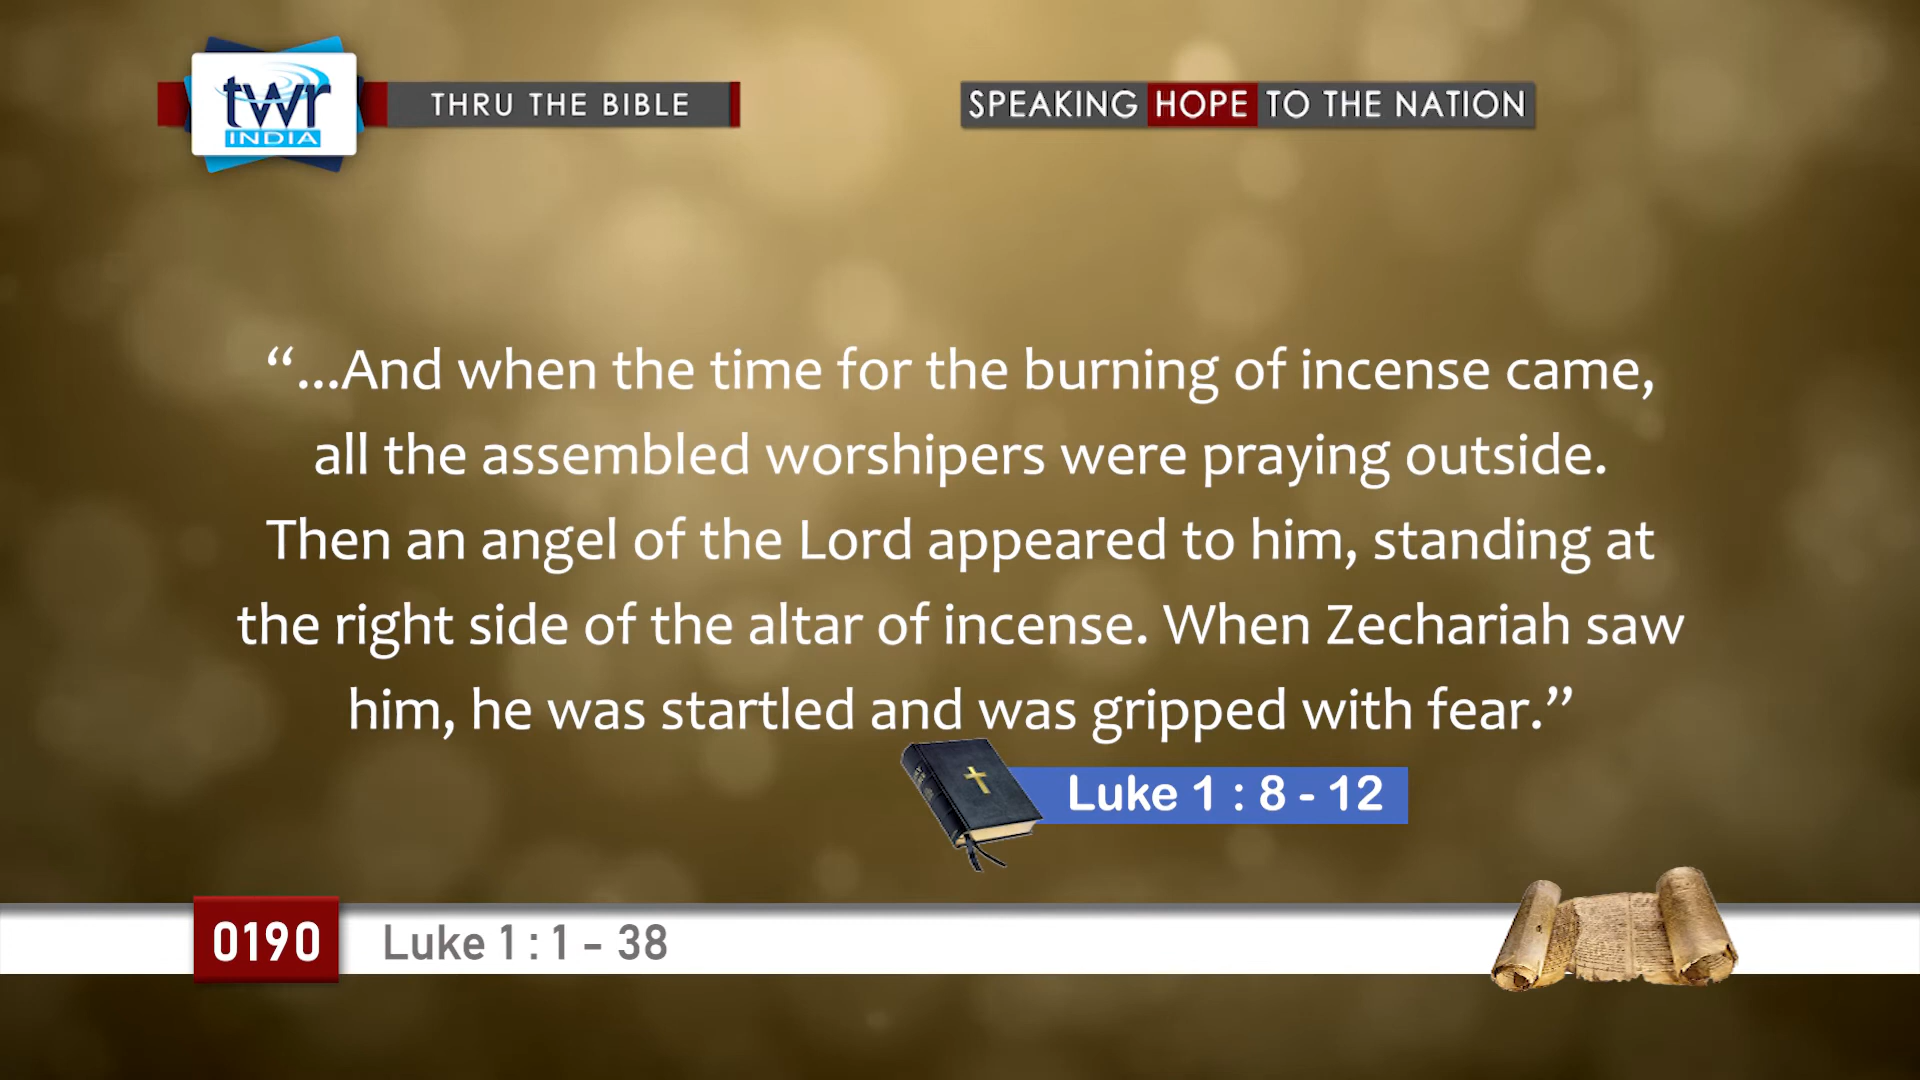 twr
INDIA
THRU THE BIBLE
SPEAKING HOPE TO THE NATION
“...And when the time for the burning of incense came,
all the assembled worshipers were praying outside.
Then an angel of the Lord appeared to him, standing at
the right side of the altar of incense. When Zechariah saw
him, he was startled and was gripped with fear.”
Luke 1 : 8 - 12
0190
Luke 1 : 1 - 38